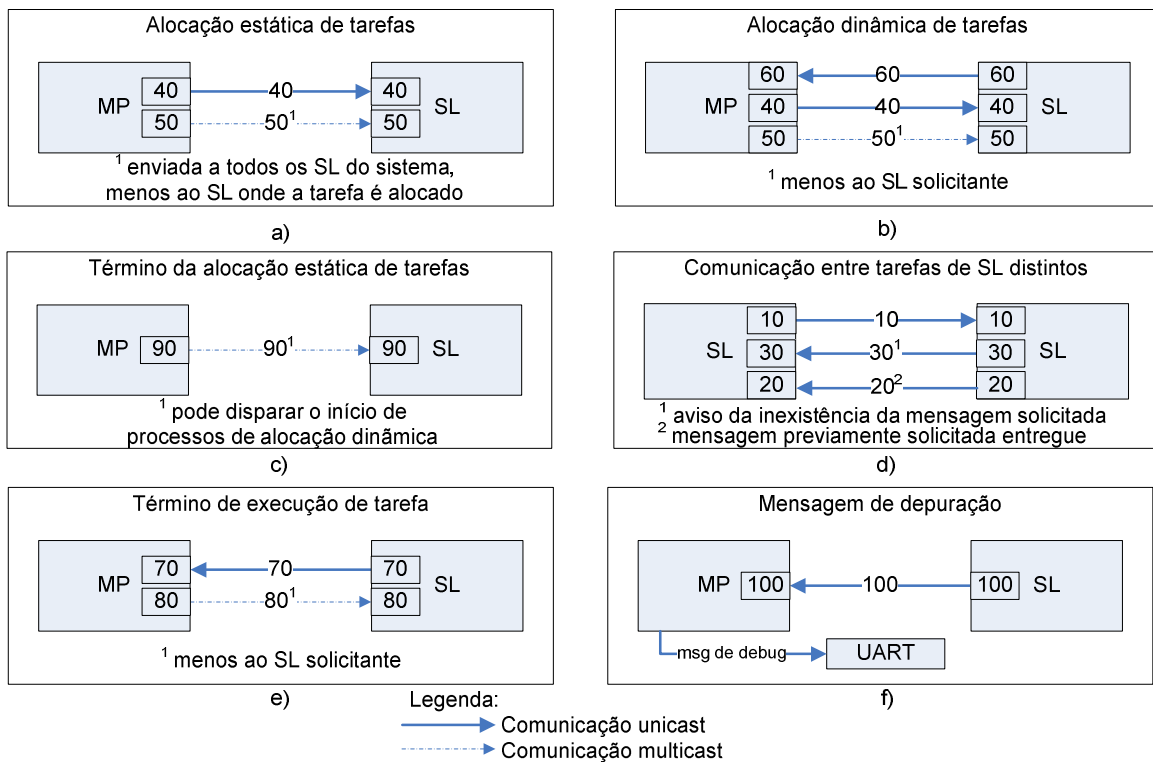 Alocação estática de tarefas
MP
40
40
40
SL
50
50¹
50
¹ enviada a todos os SL do sistema,
menos ao SL onde a tarefa é alocado
a)
Alocação dinâmica de tarefas
60
60
60
MP
40
40
40
SL
50
50¹
50
¹ menos ao SL solicitante
b)
Término da alocação estática de tarefas
MP
90
90¹
90
SL
¹ pode disparar o início de
processos de alocação dinâmica
c)
Comunicação entre tarefas de SL distintos
10
10
10
SL
30
30¹
30
SL
20
20²
20
¹ aviso da inexistência da mensagem solicitada
² mensagem previamente solicitada entregue
d)
Término de execução de tarefa
MP
70
70
70
SL
80
80¹
80
¹ menos ao SL solicitante
e)
Mensagem de depuração
MP
100
100
100
SL
msg de debug
UART
f)
Legenda:
Comunicação unicast
Comunicação multicast